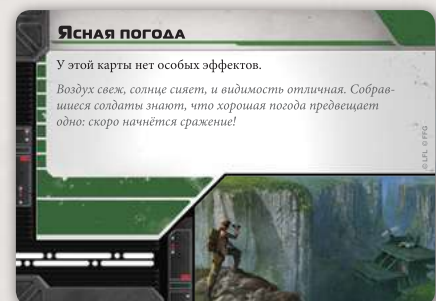 Ясная погода
У этой карты нет особых эффектов.
Воздух свеж, солнце сияет, и видимость отличная. Собрав-
шиеся солдаты знают, что хорошая погода предвещает
одно: скоро начнётся сражение!
© LFL © FFG